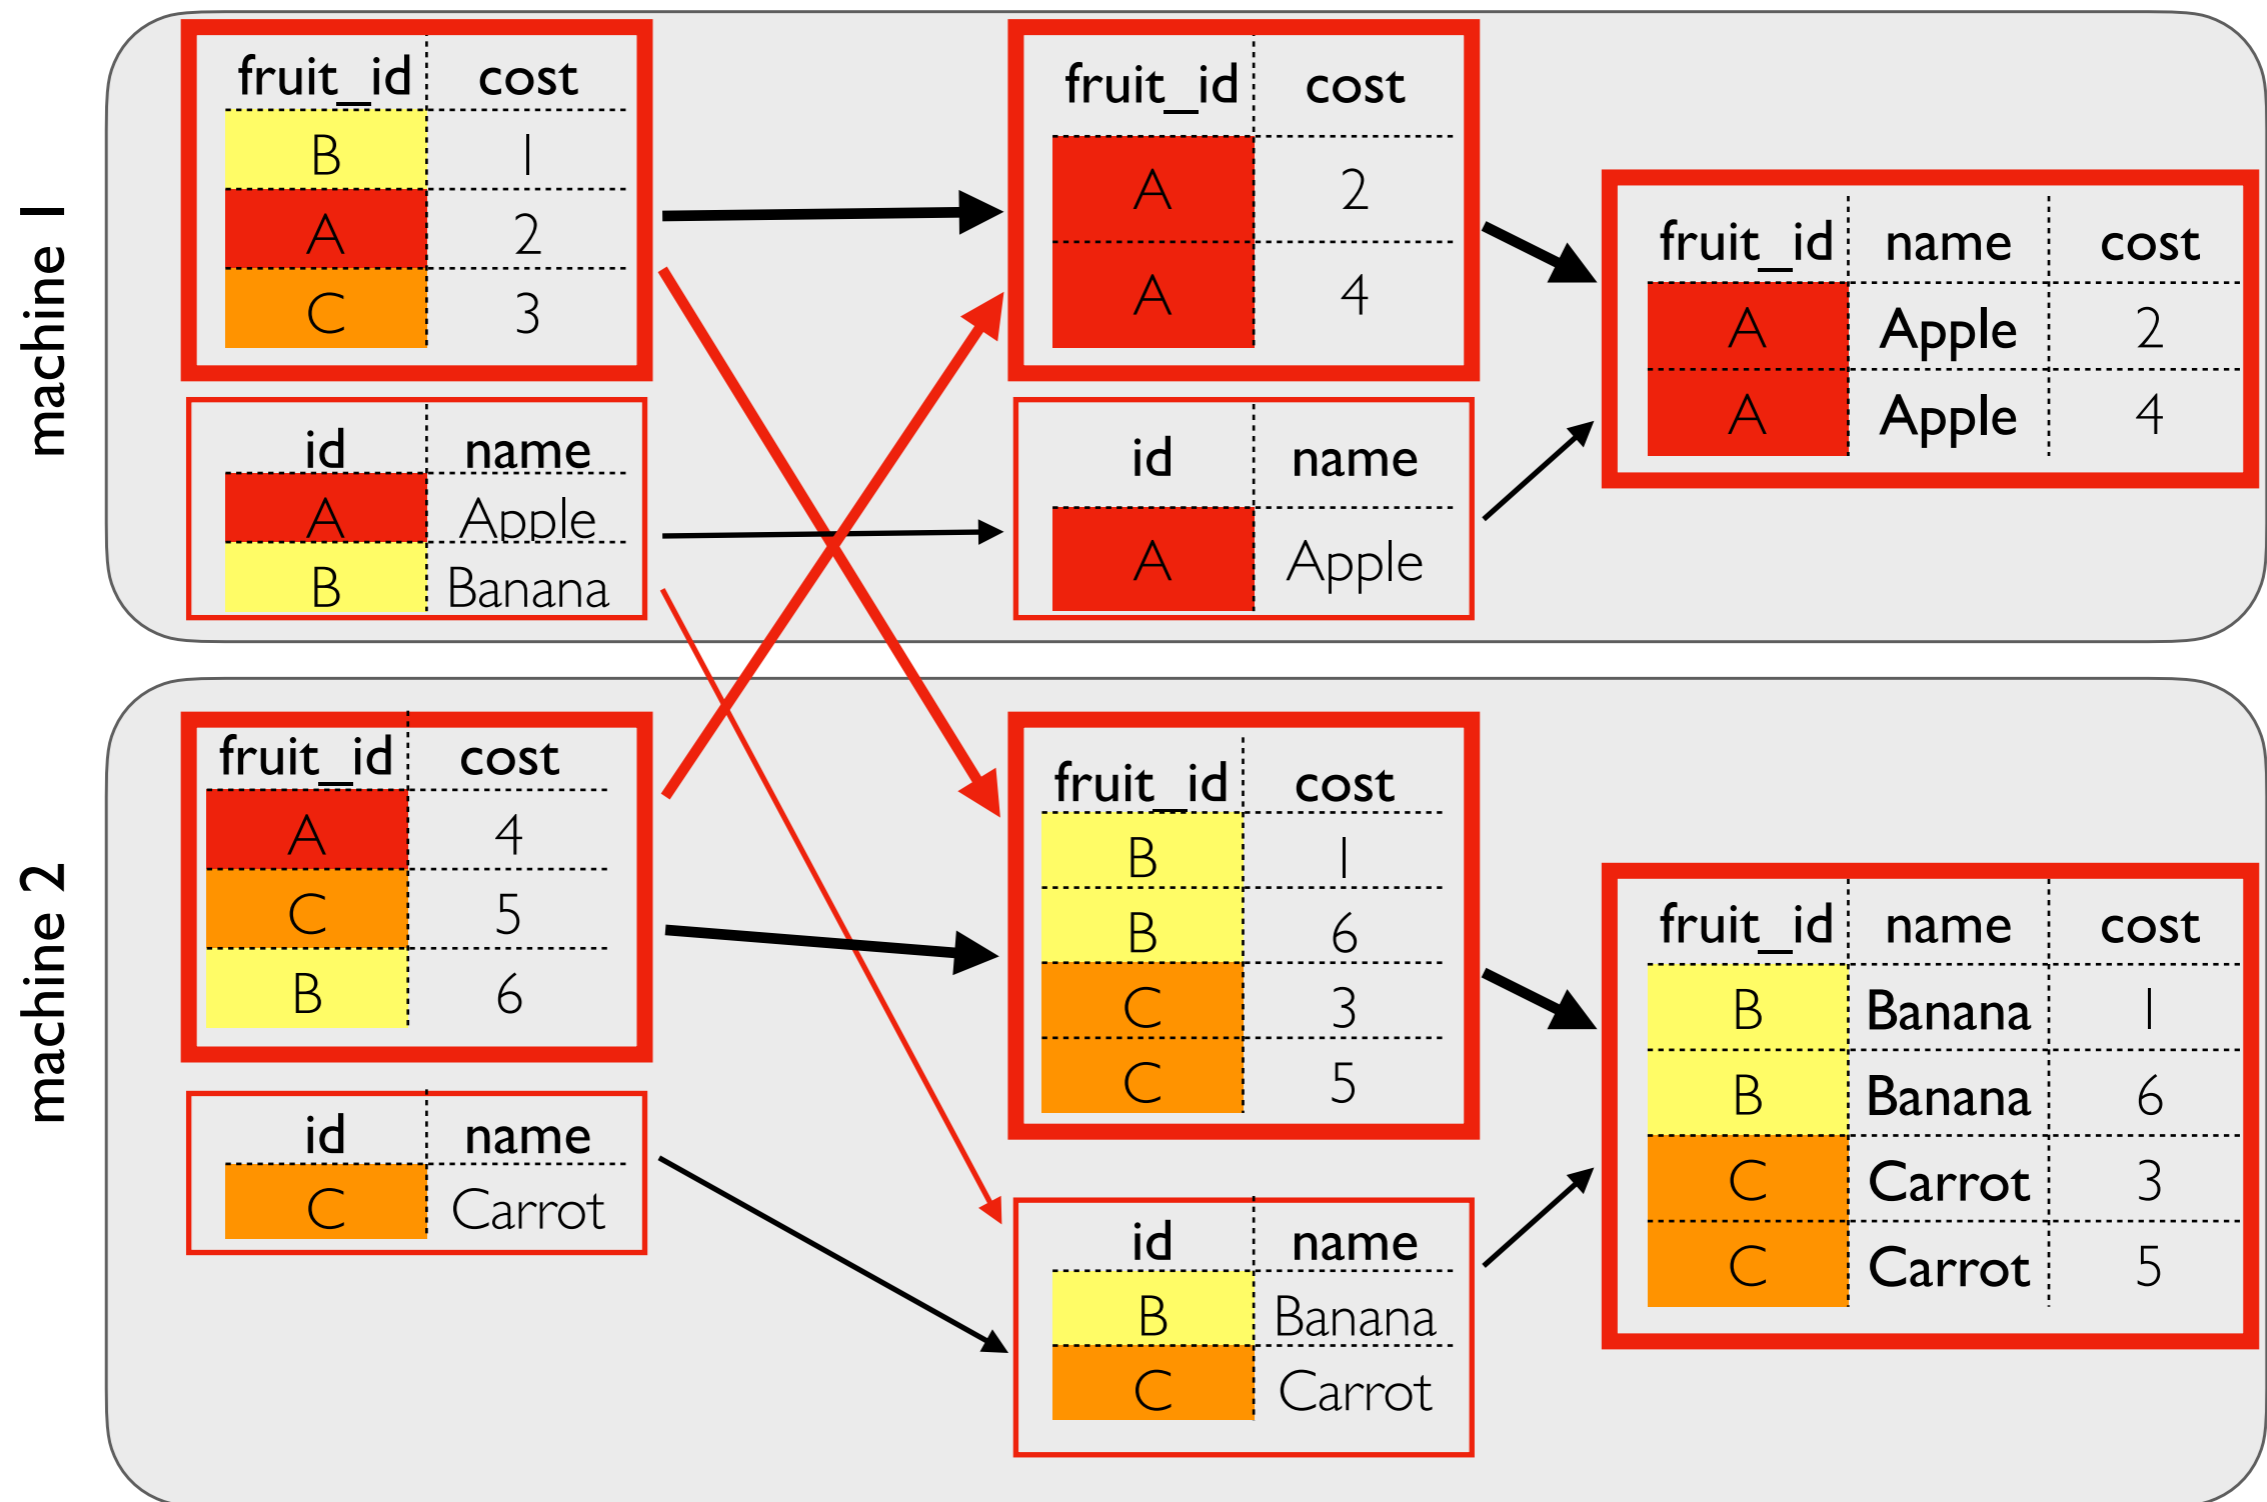 machine 1
fruit_id cost
B 1
A 2
C 3
id name
A Apple
B Banana
fruit_id cost
A 2
A 4
id name
A Apple
fruit_id name cost
A Apple 2
A Apple 4
machine 2
fruit_id cost
A 4
C 5
B 6
id name
C Carrot
fruit_id cost
B 1
B 6
C 3
C 5
id name
B Banana
C Carrot
fruit_id name cost
B Banana 1
B Banana 6
C Carrot 3
C Carrot 5